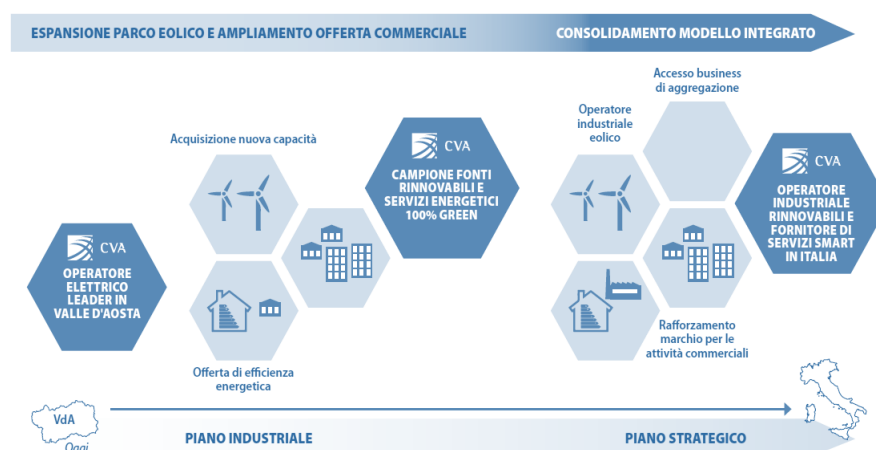 ESPANSIONE PARCO EOLICO E AMPLIAMENTO OFFERTA COMMERCIALE
CONSOLIDAMENTO MODELLO INTEGRATO
Accesso business
di aggregazione
Operatore
industriale
eolico
Acquisizione nuova capacità
CVA
CAMPIONE FONTI
RINNOVABILI E
SERVIZI ENERGETICI
100% GREEN
CVA
OPERATORE
INDUSTRIALE
RINNOVABILI E
FORNITORE DI
SERVIZI SMART
IN ITALIA
CVA
OPERATORE
ELETTRICO
LEADER IN
VALLE D'AOSTA
Rafforzamento
marchio per le
attività commerciali
Offerta di efficienza
energetica
VdA
Oggi
PIANO INDUSTRIALE
PIANO STRATEGICO